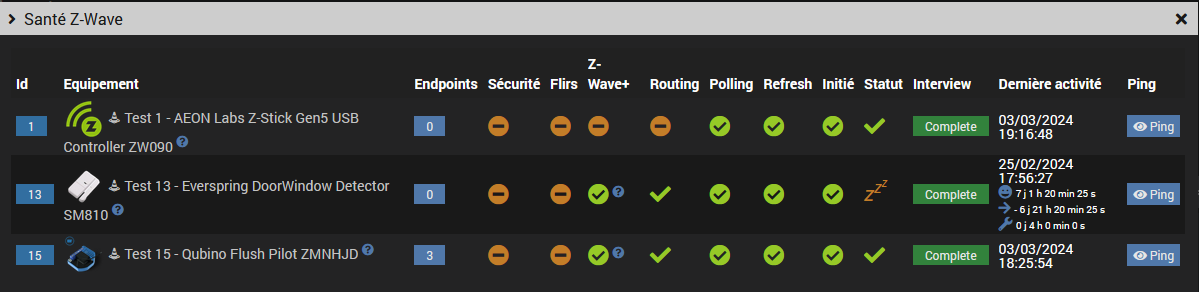 Santé Z-Wave
Id Equipement Endpoints Sécurité Flirs Z-Wave+ Routing Polling Refresh Initié Statut Interview Dernière activité Ping
1 Test 1 - AEON Labs Z-Stick Gen5 USB
Controller ZW090 0 Complete 03/03/2024
19:16:48 Ping
13 Test 13 - Everspring DoorWindow Detector
SM810 0 zzz Complete 25/02/2024
17:56:27
7 j 1 h 20 min 25 s
- 6 j 21 h 20 min 25 s
0 j 4 h 0 min 0 s Ping
15 Test 15 - Qubino Flush Pilot ZMNHJD 3 Complete 03/03/2024
18:25:54 Ping